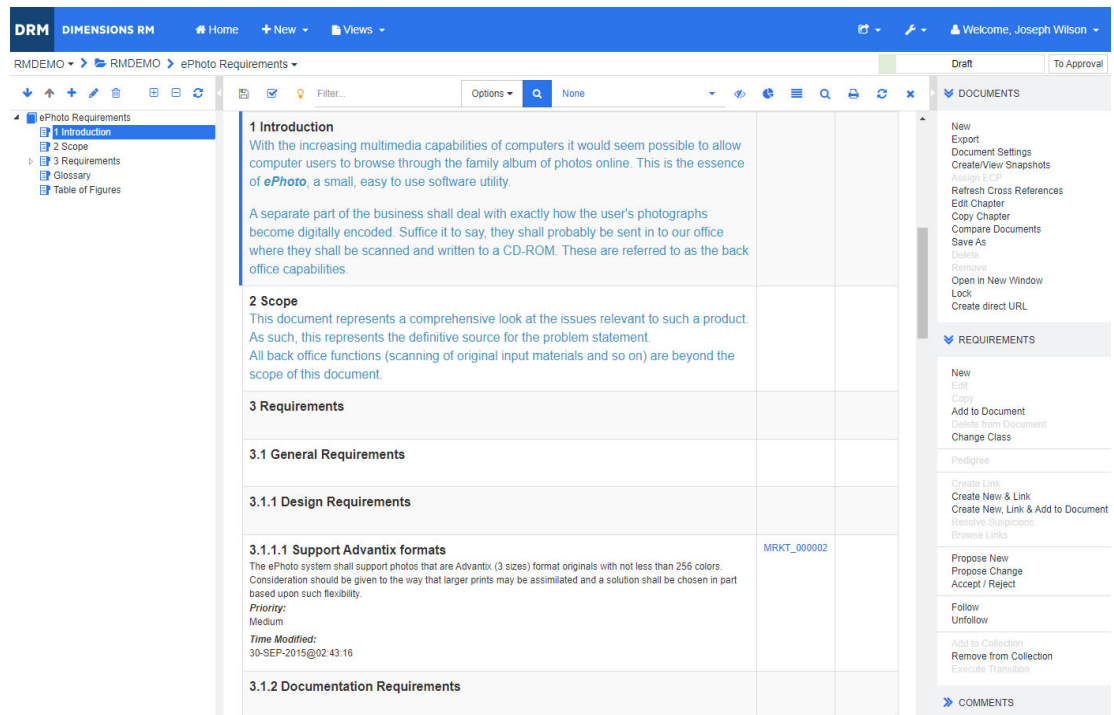 DRM DIMENSIONS RM Home New Views Welcome, Joseph Wilson
RMDEMO RMDEMO ePhoto Requirements Draft To Approval
Filter... Options None
ePhoto Requirements
1 Introduction
2 Scope
3 Requirements
Glossary
Table of Figures
1 Introduction
With the increasing multimedia capabilities of computers it would seem possible to allow
computer users to browse through the family album of photos online. This is the essence
of ePhoto, a small, easy to use software utility.
A separate part of the business shall deal with exactly how the user's photographs
become digitally encoded. Suffice it to say, they shall probably be sent in to our office
where they shall be scanned and written to a CD-ROM. These are referred to as the back
office capabilities.
2 Scope
This document represents a comprehensive look at the issues relevant to such a product.
As such, this represents the definitive source for the problem statement.
All back office functions (scanning of original input materials and so on) are beyond the
scope of this document.
3 Requirements
3.1 General Requirements
3.1.1 Design Requirements
3.1.1.1 Support Advantix formats MRKT_000002
The ePhoto system shall support photos that are Advantix (3 sizes) format originals with not less than 256 colors.
Consideration should be given to the way that larger prints may be assimilated and a solution shall be chosen in part
based upon such flexibility.
Priority:
Medium
Time Modified:
30-SEP-2015@02:43:16
3.1.2 Documentation Requirements
DOCUMENTS
New
Export
Document Settings
Create/View Snapshots
Assign ECP
Refresh Cross References
Edit Chapter
Copy Chapter
Compare Documents
Save As
Delete
Remove
Open in New Window
Lock
Create direct URL
REQUIREMENTS
New
Edit
Copy
Add to Document
Delete from Document
Change Class
Pedigree
Create Link
Create New & Link
Create New, Link & Add to Document
Resolve Suspicions
Browse Links
Propose New
Propose Change
Accept / Reject
Follow
Unfollow
Add to Collection
Remove from Collection
Execute Transition
COMMENTS